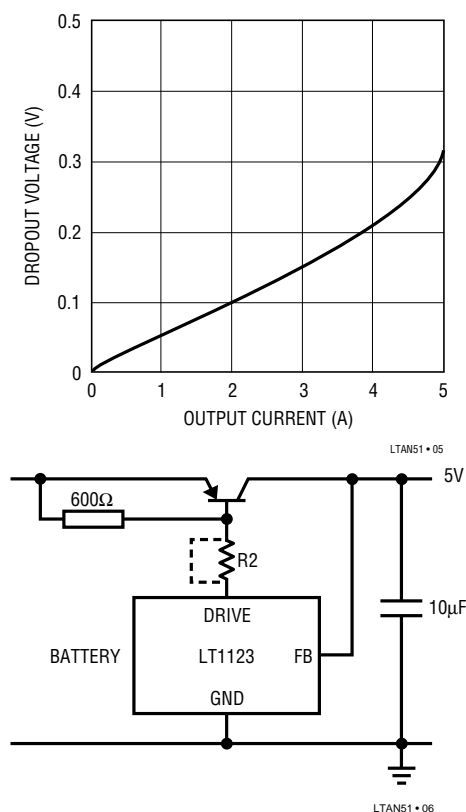 0.5
0.4
0.3
0.2
0.1
0
DROPOUT VOLTAGE (V)
0 1 2 3 4 5
OUTPUT CURRENT (A)
LTAN51 • 05
5V
600Ω
R2
DRIVE
10µF
BATTERY LT1123 FB
GND
LTAN51 • 06